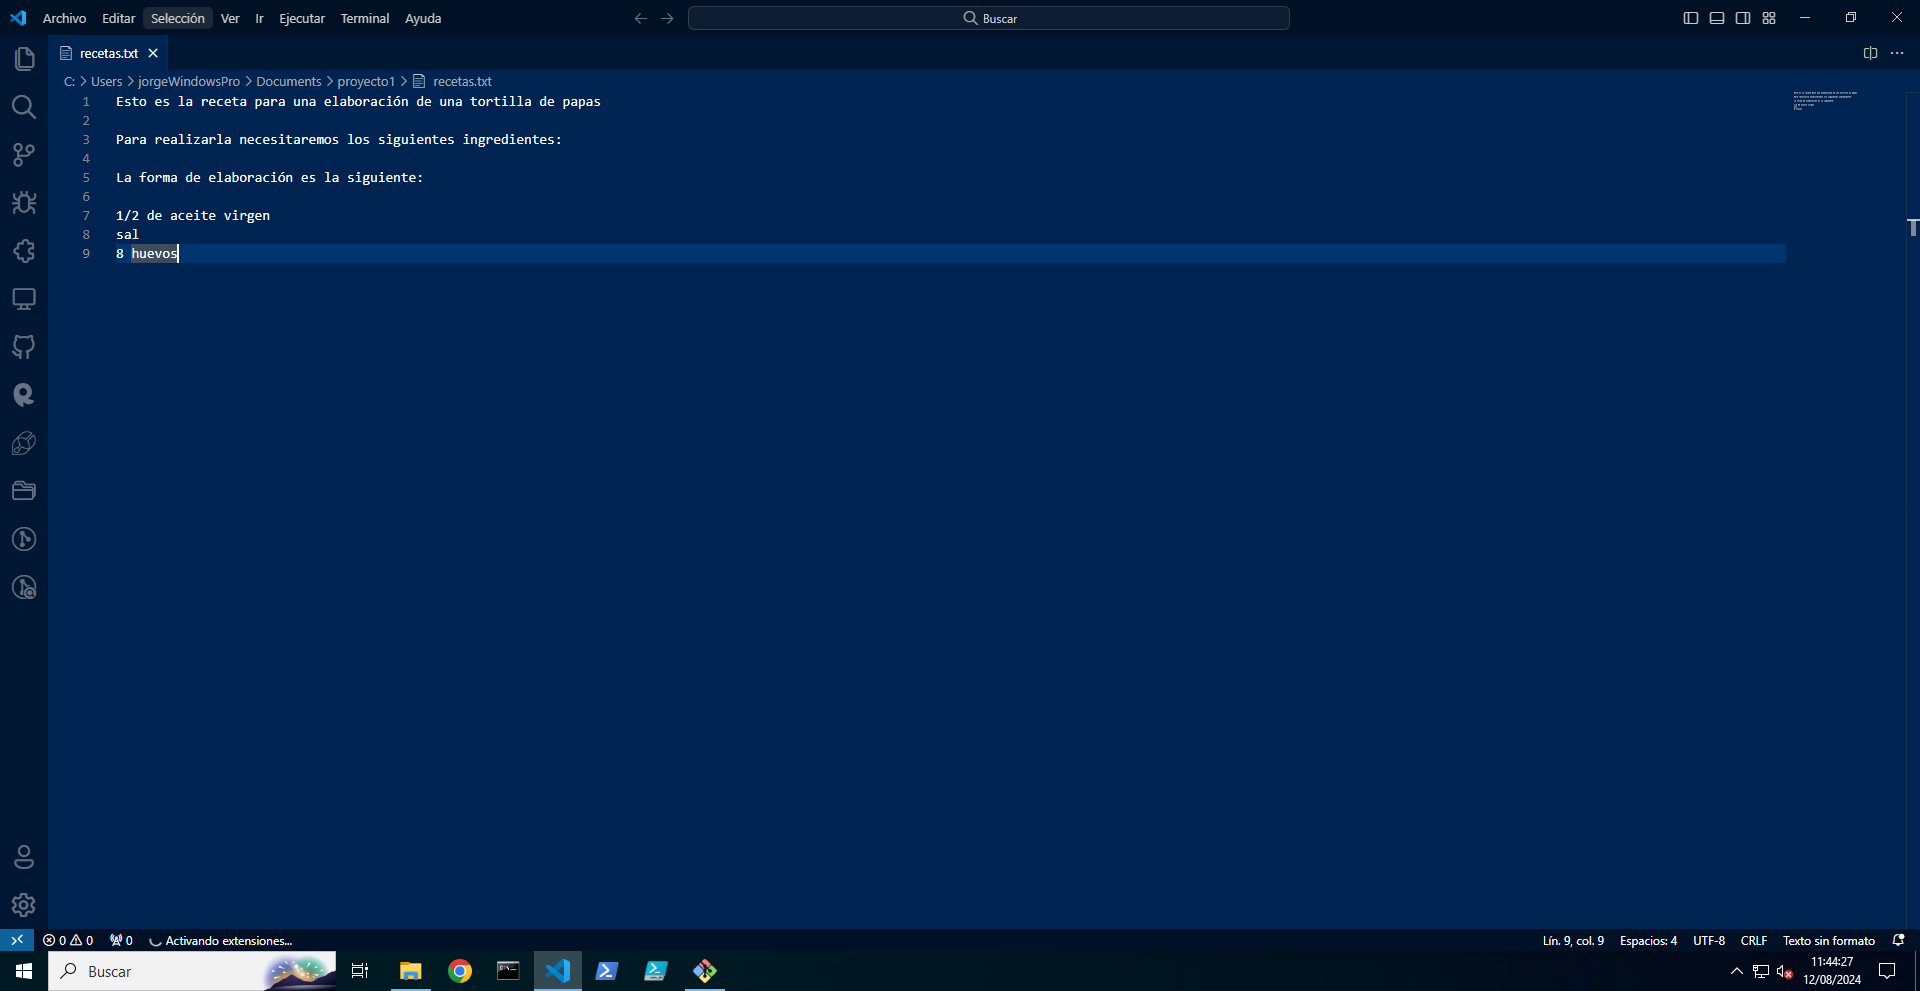 Archivo Editar Selección Ver Ir Ejecutar Terminal Ayuda Buscar
recetas.txt
C: > Users > jorgeWindowsPro > Documents > proyecto1 > recetas.txt
1 Esto es la receta para una elaboración de una tortilla de papas
2
3 Para realizarla necesitaremos los siguientes ingredientes:
4
5 La forma de elaboración es la siguiente:
6
7 1/2 de aceite virgen
8 sal
9 8 huevos
0 0 0 Activando extensiones... Lín. 9, col. 9 Espacios: 4 UTF-8 CRLF Texto sin formato
Buscar
11:44:27
12/08/2024